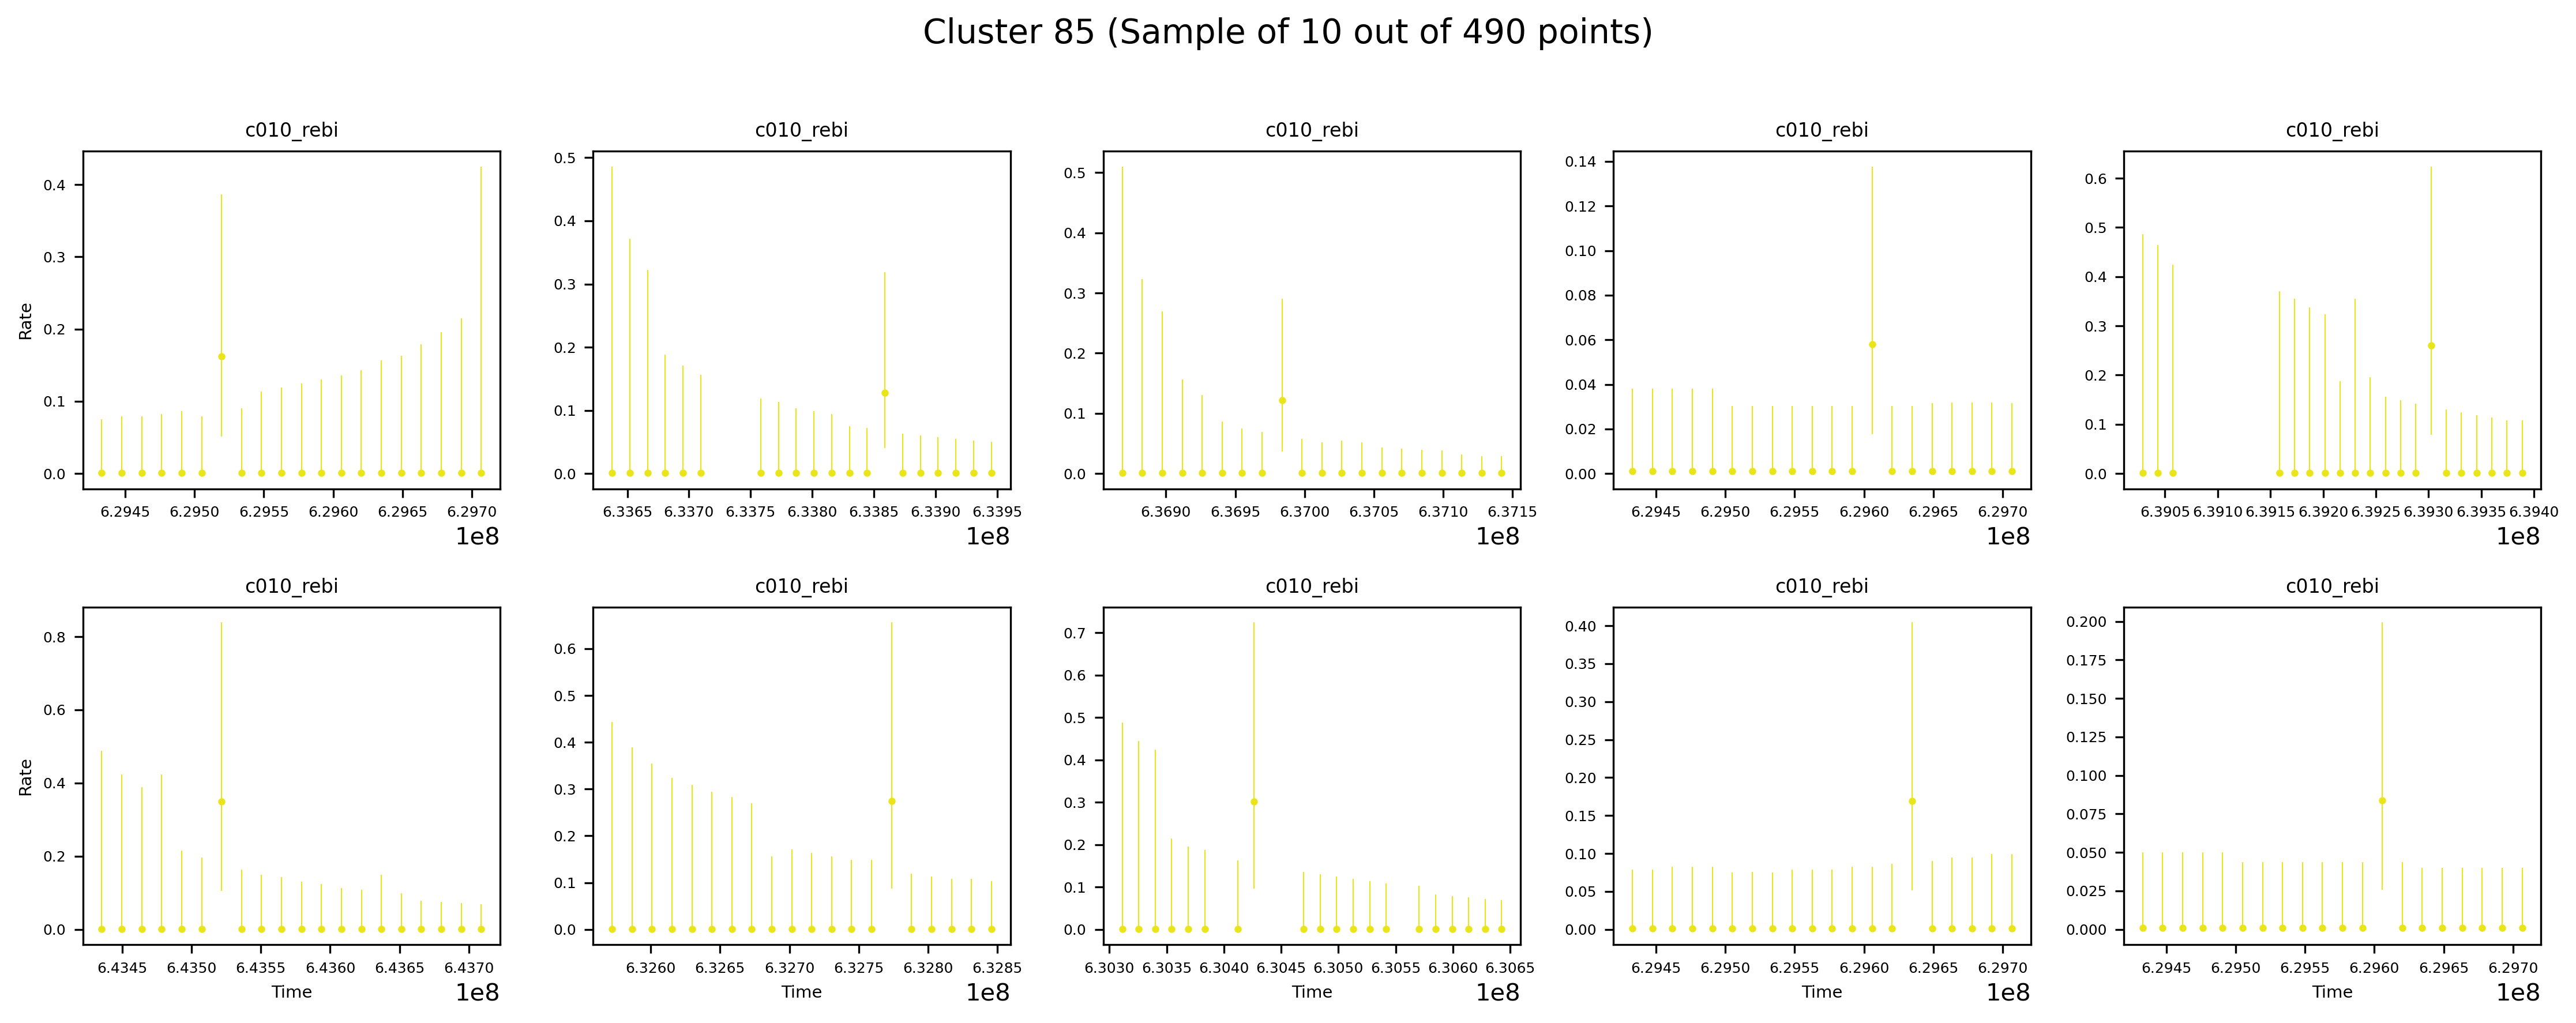 Cluster 85 (Sample of 10 out of 490 points)
c010_rebi c010_rebi c010_rebi c010_rebi c010_rebi
Rate
0.4
0.3
0.2
0.1
0.0
6.2945 6.2950 6.2955 6.2960 6.2965 6.2970
1e8
0.5
0.4
0.3
0.2
0.1
0.0
6.3365 6.3370 6.3375 6.3380 6.3385 6.3390 6.3395
1e8
0.5
0.4
0.3
0.2
0.1
0.0
6.3690 6.3695 6.3700 6.3705 6.3710 6.3715
1e8
0.14
0.12
0.10
0.08
0.06
0.04
0.02
0.00
6.2945 6.2950 6.2955 6.2960 6.2965 6.2970
1e8
0.6
0.5
0.4
0.3
0.2
0.1
0.0
6.3905 6.3910 6.3915 6.3920 6.3925 6.3930 6.3935 6.3940
1e8
c010_rebi c010_rebi c010_rebi c010_rebi c010_rebi
Rate
0.8
0.6
0.4
0.2
0.0
6.4345 6.4350 6.4355 6.4360 6.4365 6.4370
Time
1e8
0.6
0.5
0.4
0.3
0.2
0.1
0.0
6.3260 6.3265 6.3270 6.3275 6.3280 6.3285
Time
1e8
0.7
0.6
0.5
0.4
0.3
0.2
0.1
0.0
6.3030 6.3035 6.3040 6.3045 6.3050 6.3055 6.3060 6.3065
Time
1e8
0.40
0.35
0.30
0.25
0.20
0.15
0.10
0.05
0.00
6.2945 6.2950 6.2955 6.2960 6.2965 6.2970
Time
1e8
0.200
0.175
0.150
0.125
0.100
0.075
0.050
0.025
0.000
6.2945 6.2950 6.2955 6.2960 6.2965 6.2970
Time
1e8